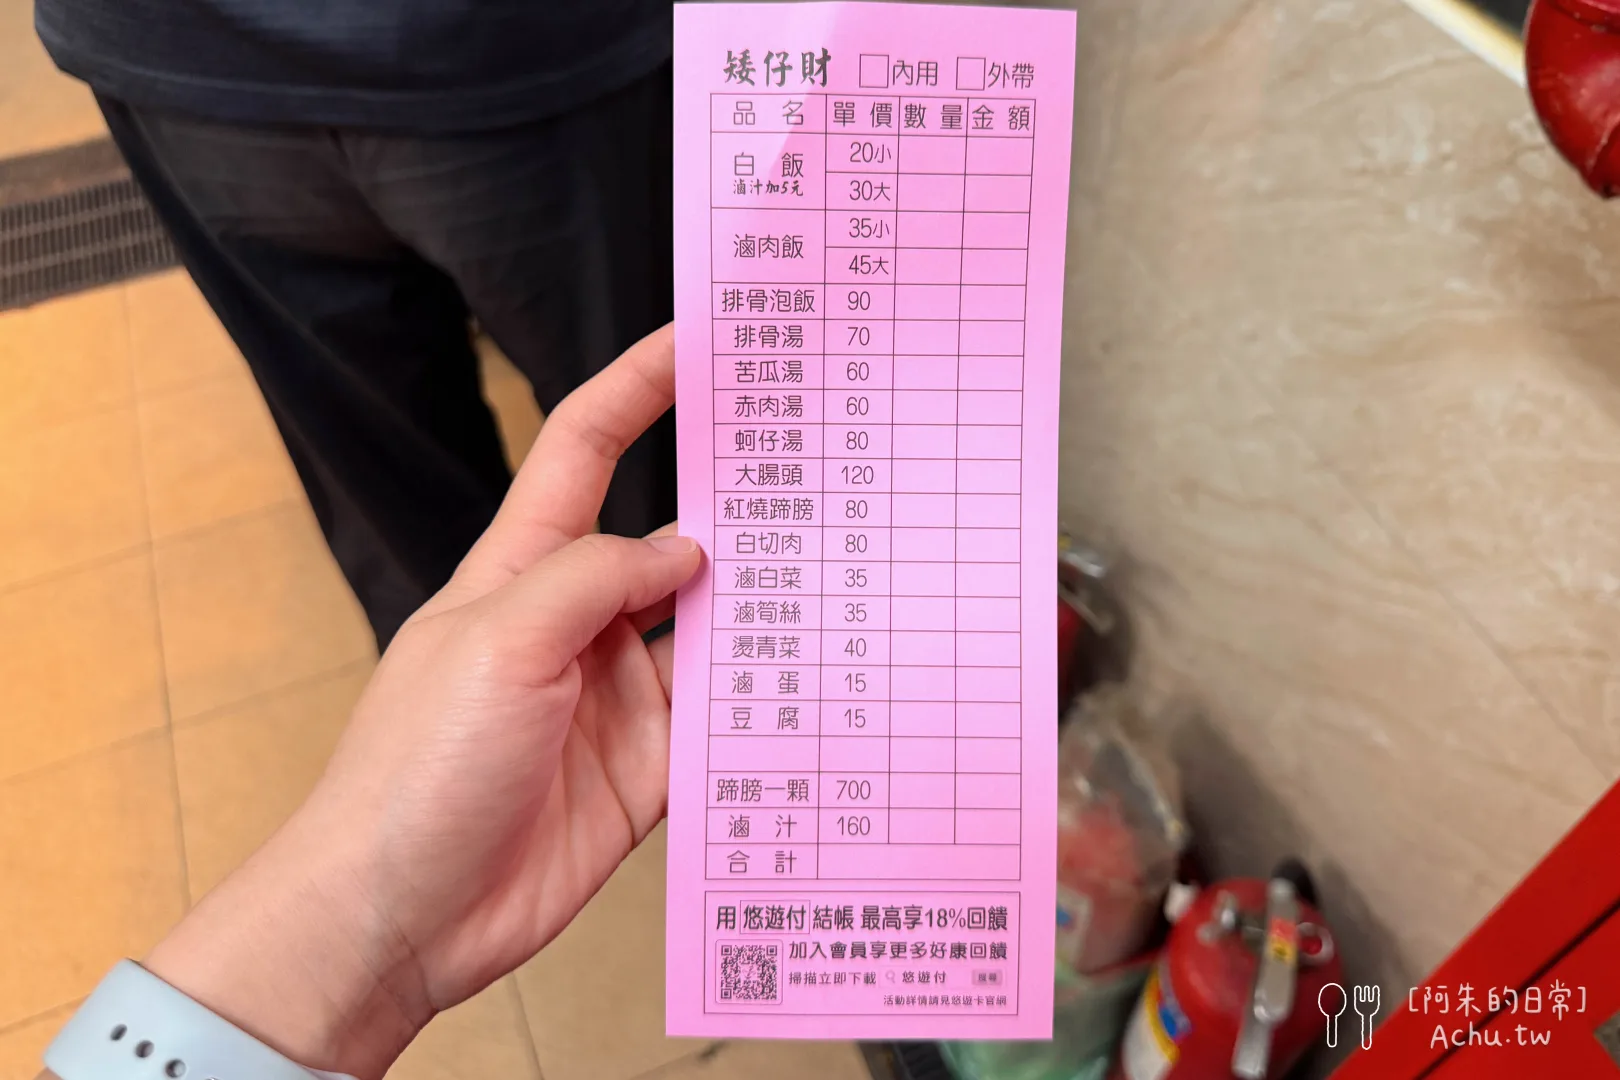 矮仔財 內用 外帶
品名 單價 數量 金額
白飯 20小
滷汁加5元 30大
滷肉飯 35小
45大
排骨泡飯 90
排骨湯 70
苦瓜湯 60
赤肉湯 60
蚵仔湯 80
大腸頭 120
紅燒蹄膀 80
白切肉 80
滷白菜 35
滷筍絲 35
燙青菜 40
滷蛋 15
豆腐 15
蹄膀一顆 700
滷汁 160
合計
用 悠遊付 結帳 最高享18%回饋
加入會員享更多好康回饋
掃描立即下載 悠遊付 搜尋
活動詳情請見悠遊卡官網
[阿朱的日常]
Achu.tw